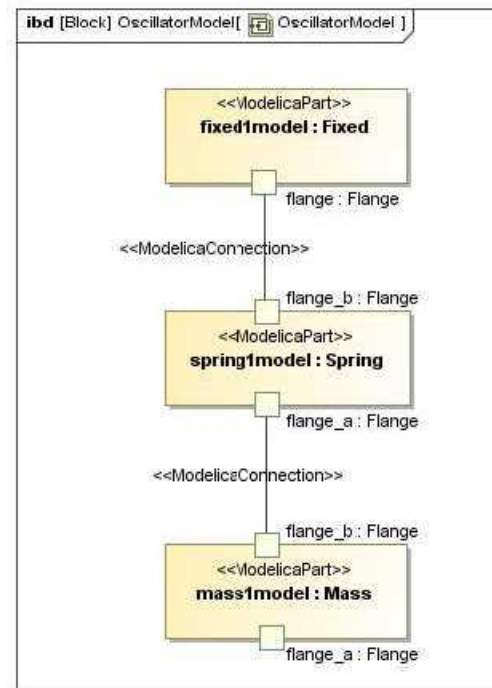 ibd [Block] OscillatorModel[ OscillatorModel ]
<<ModelicaPart>>
fixed1model : Fixed
flange : Flange
<<ModelicaConnection>>
flange_b : Flange
<<ModelicaPart>>
spring1model : Spring
flange_a : Flange
<<ModelicaConnection>>
flange_b : Flange
<<ModelicaPart>>
mass1model : Mass
flange_a : Flange